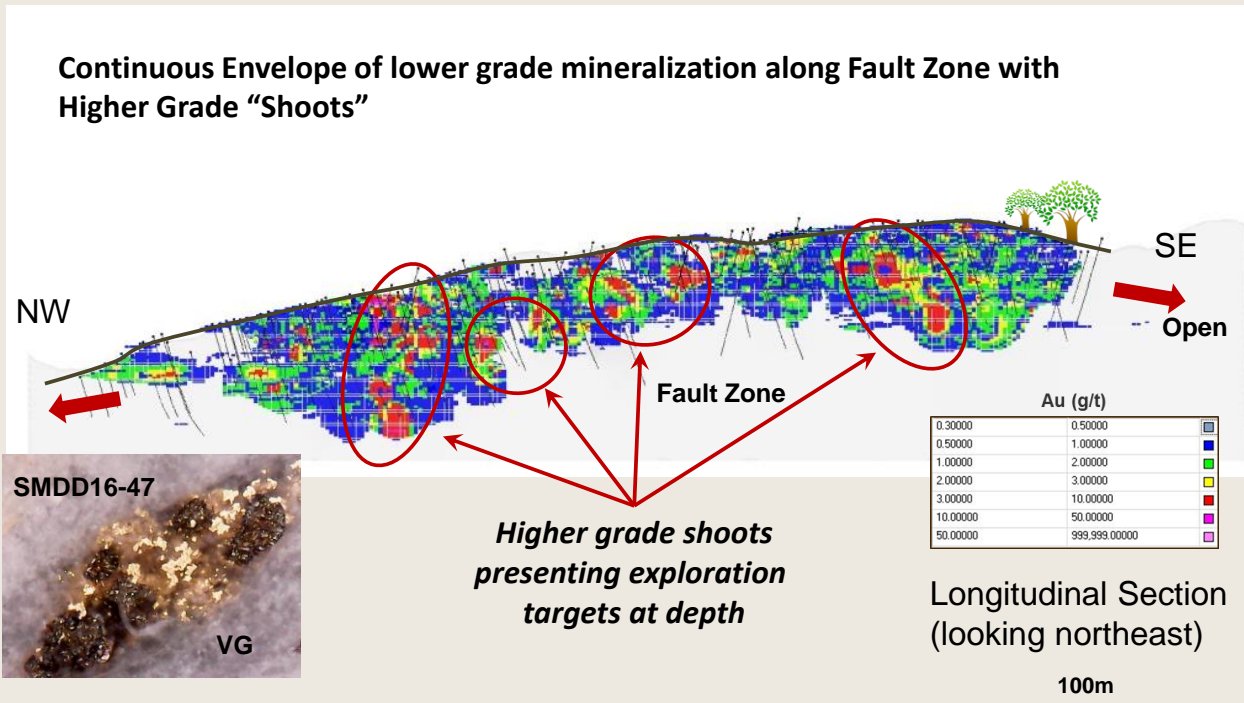 Continuous Envelope of lower grade mineralization along Fault Zone with
Higher Grade “Shoots”
NW
SE
Open
Fault Zone
Au (g/t)
0.30000 0.50000
0.50000 1.00000
1.00000 2.00000
2.00000 3.00000
3.00000 10.00000
10.00000 50.00000
50.00000 999,999.00000
SMDD16-47
VG
Higher grade shoots
presenting exploration
targets at depth
Longitudinal Section
(looking northeast)
100m